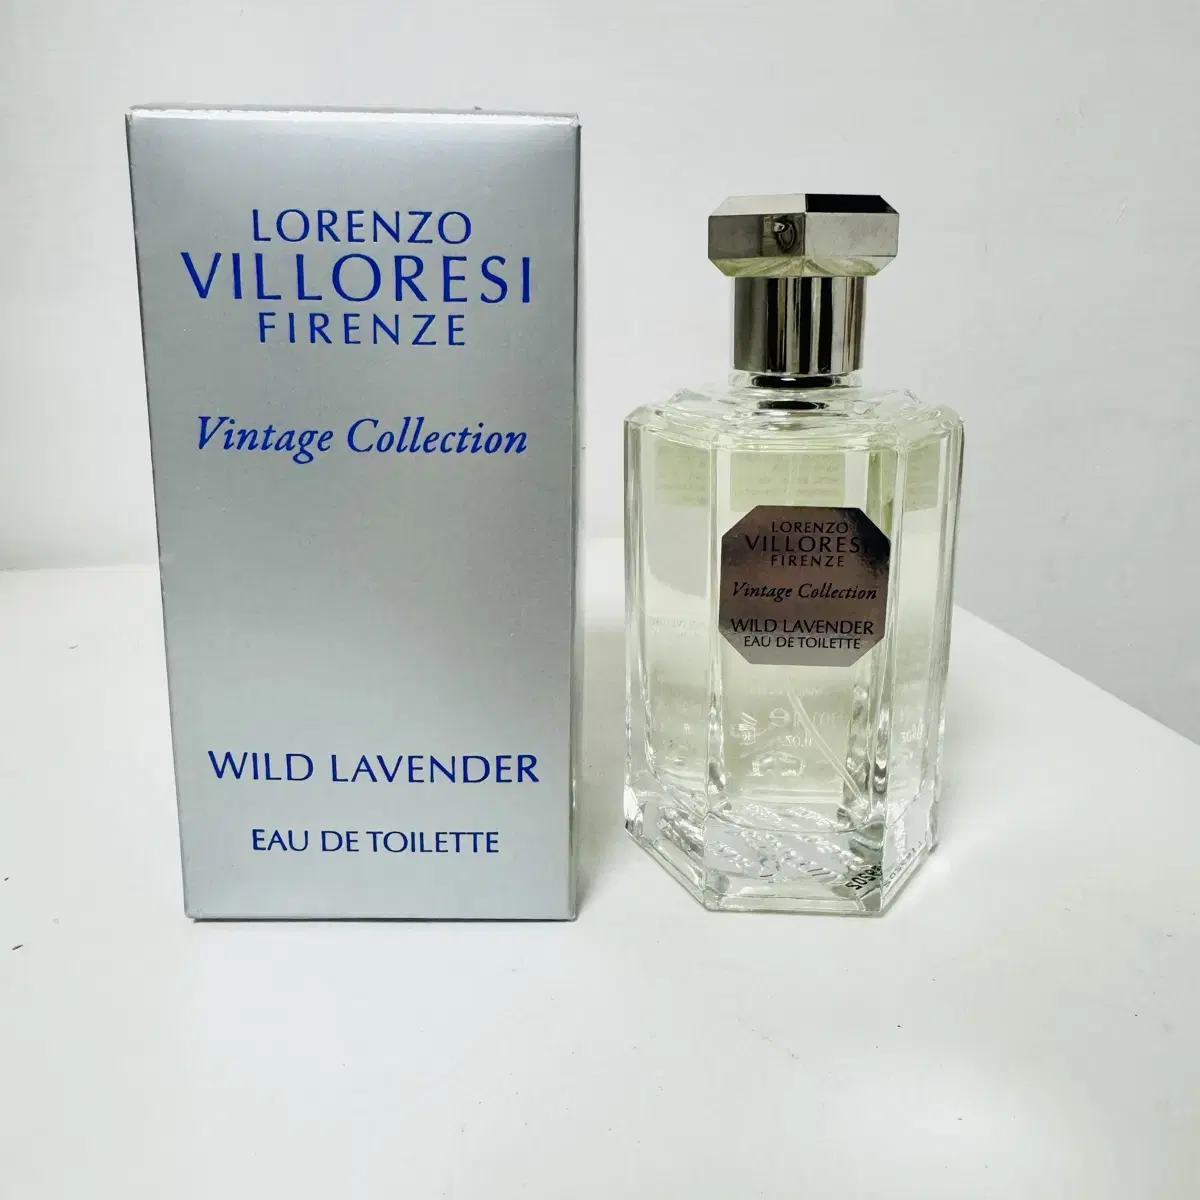 LORENZO
VILLORESI
FIRENZE
Vintage Collection
WILD LAVENDER
EAU DE TOILETTE
LORENZO
VILLORESI
FIRENZE
Vintage Collection
WILD LAVENDER
EAU DE TOILETTE